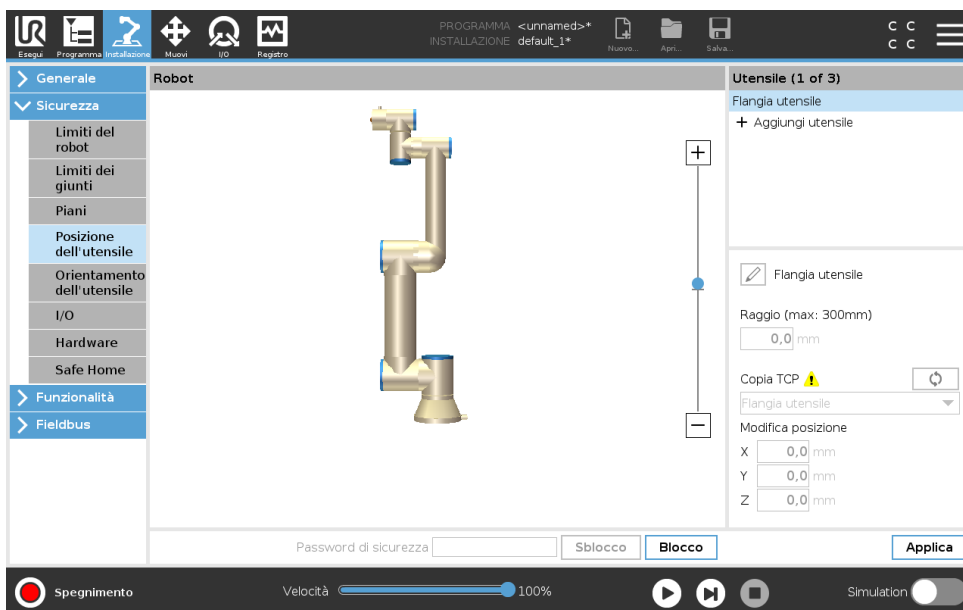 UR
PROGRAMMA <unnamed>*
INSTALLAZIONE default_1*
Esegui Programma Installazione Muovi I/O Registro Nuovo... Apri... Salva...
C C
C C
Generale
Sicurezza
Limiti del
robot
Limiti dei
giunti
Piani
Posizione
dell'utensile
Orientamento
dell'utensile
I/O
Hardware
Safe Home
Funzionalità
Fieldbus
Robot
+
−
Utensile (1 of 3)
Flangia utensile
+ Aggiungi utensile
Flangia utensile
Raggio (max: 300mm)
0,0 mm
Copia TCP
Flangia utensile
Modifica posizione
X 0,0 mm
Y 0,0 mm
Z 0,0 mm
Password di sicurezza Sblocco Blocco Applica
Spegnimento Velocità 100% Simulation